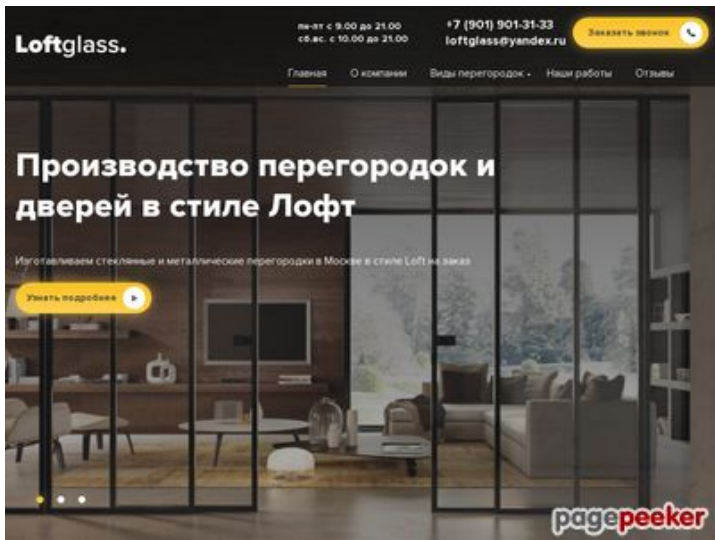 Loftglass.
пн-пт с 9.00 до 21.00
сб.вс. с 10.00 до 21.00
+7 (901) 901-31-33
loftglass@yandex.ru
Заказать звонок
Главная О компании Виды перегородок Наши работы Отзывы
Производство перегородок и
дверей в стиле Лофт
Изготавливаем стеклянные и металлические перегородки в Москве в стиле Loft на заказ
Узнать подробнее
pagepeeker